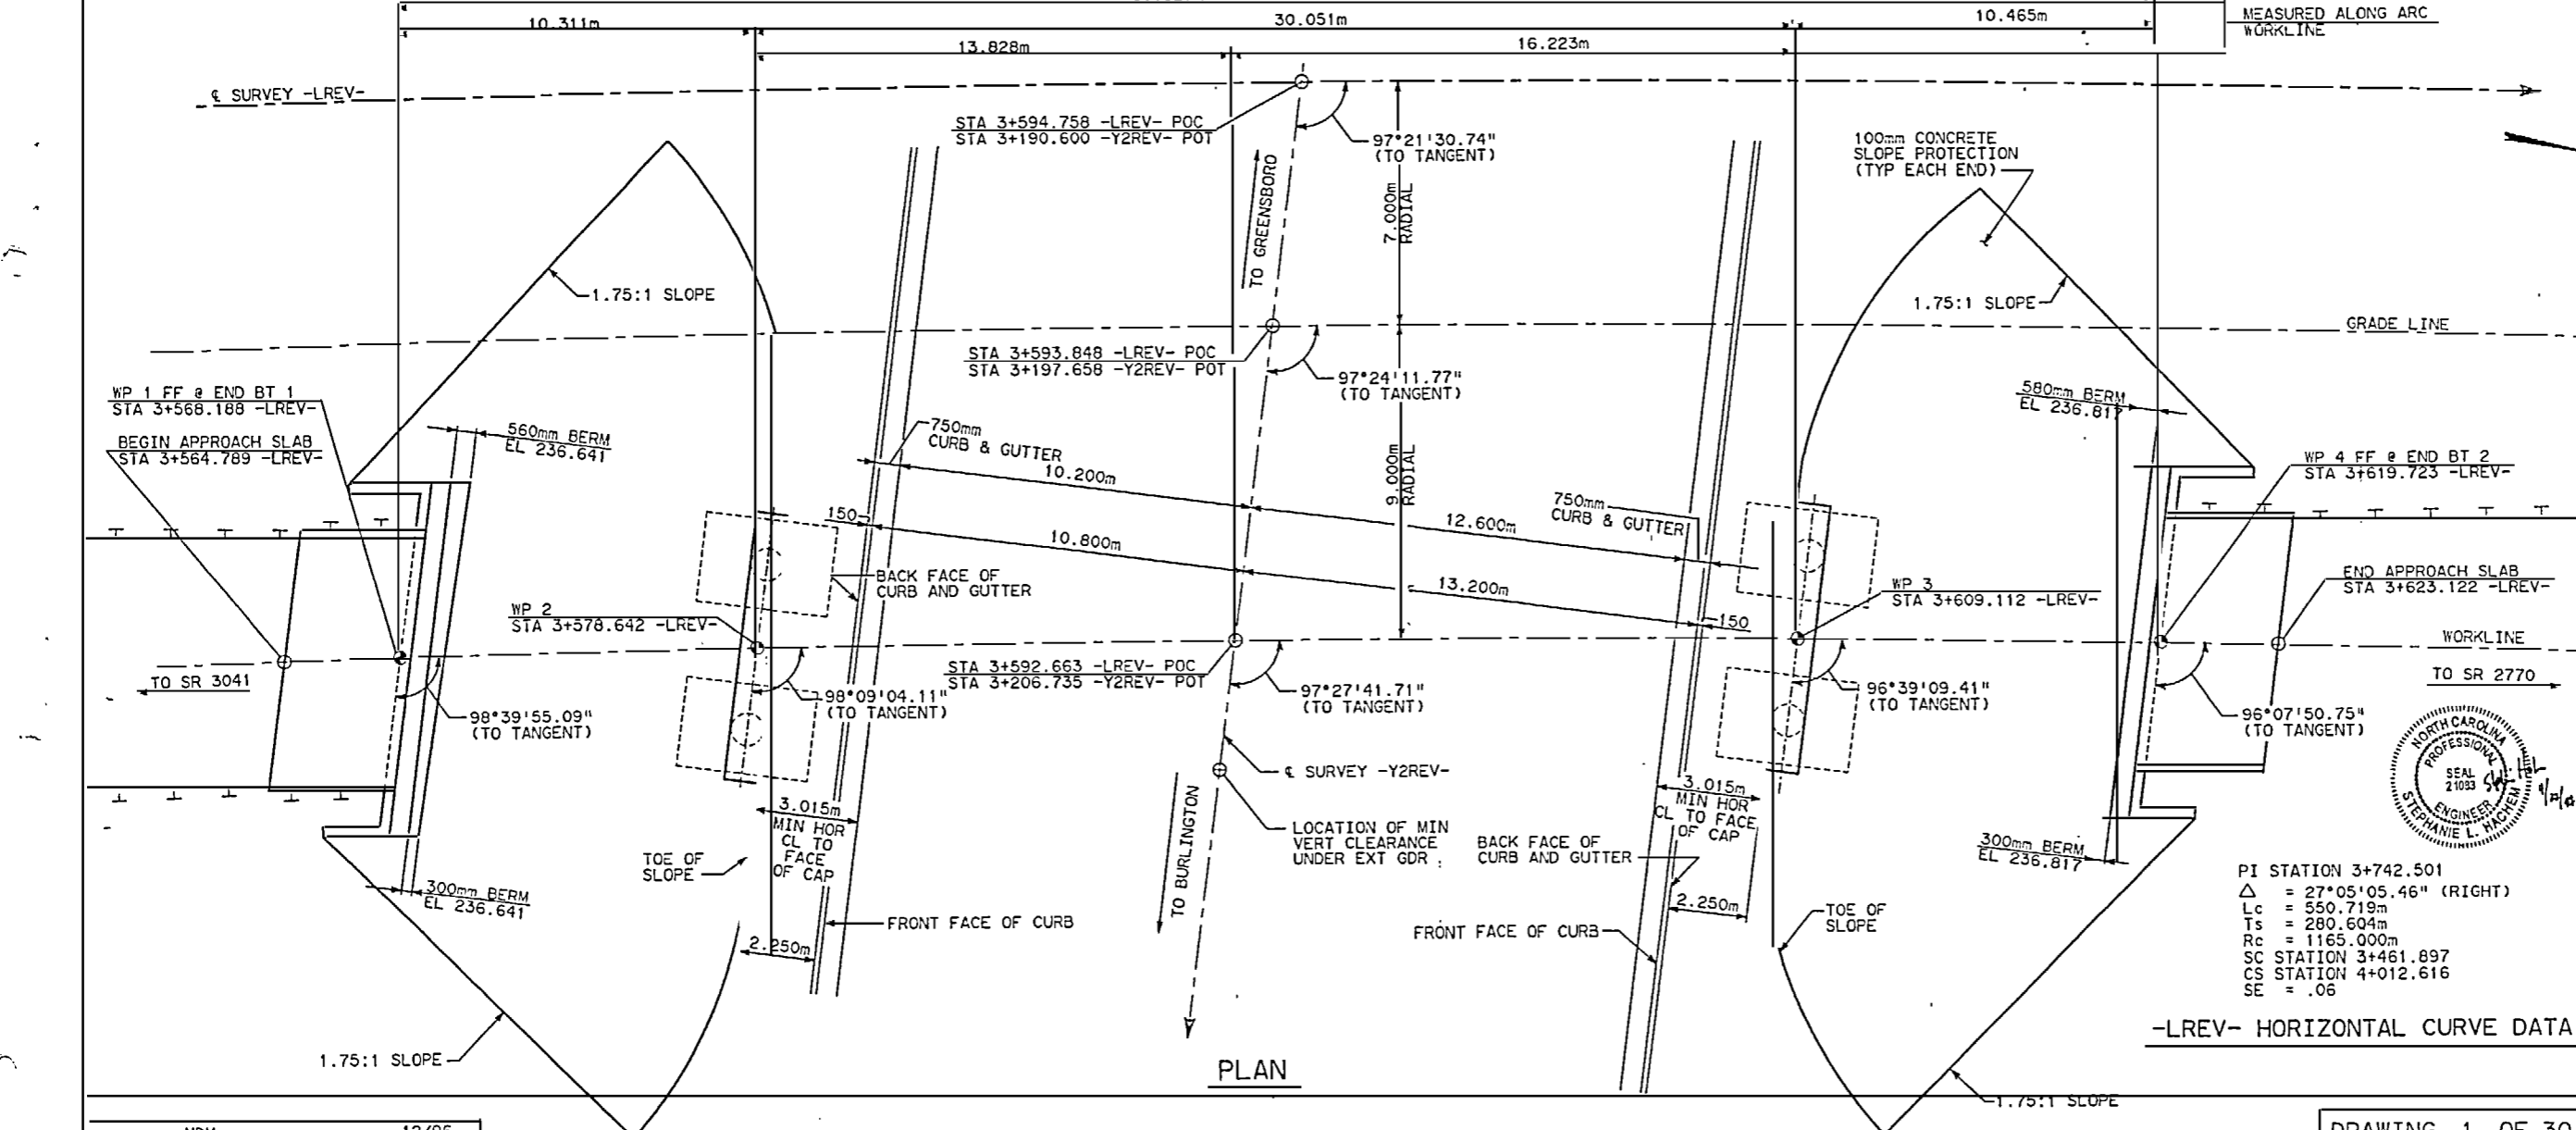 10.311m
30.051m
10.465m
MEASURED ALONG ARC
WORKLINE
13.828m
16.223m
℄ SURVEY -LREV-
STA 3+594.758 -LREV- POC
STA 3+190.600 -Y2REV- POT
97°21'30.74"
(TO TANGENT)
100mm CONCRETE
SLOPE PROTECTION
(TYP EACH END)
TO GREENSBORO
7.000m
RADIAL
1.75:1 SLOPE
1.75:1 SLOPE
GRADE LINE
STA 3+593.848 -LREV- POC
STA 3+197.658 -Y2REV- POT
97°24'11.77"
(TO TANGENT)
WP 1 FF @ END BT 1
STA 3+568.188 -LREV-
BEGIN APPROACH SLAB
STA 3+564.789 -LREV-
560mm BERM
EL 236.641
750mm
CURB & GUTTER
10.200m
9.000m
RADIAL
580mm BERM
EL 236.817
WP 4 FF @ END BT 2
STA 3+619.723 -LREV-
150
10.800m
12.600m
750mm
CURB & GUTTER
13.200m
150
BACK FACE OF
CURB AND GUTTER
WP 2
STA 3+578.642 -LREV-
WP 3
STA 3+609.112 -LREV-
END APPROACH SLAB
STA 3+623.122 -LREV-
WORKLINE
TO SR 3041
TO SR 2770
STA 3+592.663 -LREV- POC
STA 3+206.735 -Y2REV- POT
98°39'55.09"
(TO TANGENT)
98°09'04.11"
(TO TANGENT)
97°27'41.71"
(TO TANGENT)
96°39'09.41"
(TO TANGENT)
96°07'50.75"
(TO TANGENT)
NORTH CAROLINA
PROFESSIONAL
SEAL
21093
ENGINEER
STEPHANIE L. HACHEM
℄ SURVEY -Y2REV-
3.015m
MIN HOR
CL TO
FACE
OF CAP
TO BURLINGTON
LOCATION OF MIN
VERT CLEARANCE
UNDER EXT GDR
3.015m
MIN HOR
CL TO FACE
OF CAP
BACK FACE OF
CURB AND GUTTER
TOE OF
SLOPE
300mm BERM
EL 236.641
300mm BERM
EL 236.817
2.250m
FRONT FACE OF CURB
2.250m
FRONT FACE OF CURB
TOE OF
SLOPE
PI STATION 3+742.501
Δ = 27°05'05.46" (RIGHT)
Lc = 550.719m
Ts = 280.604m
Rc = 1165.000m
SC STATION 3+461.897
CS STATION 4+012.616
SE = .06
-LREV- HORIZONTAL CURVE DATA
1.75:1 SLOPE
PLAN
1.75:1 SLOPE
DRAWING 1 OF 30